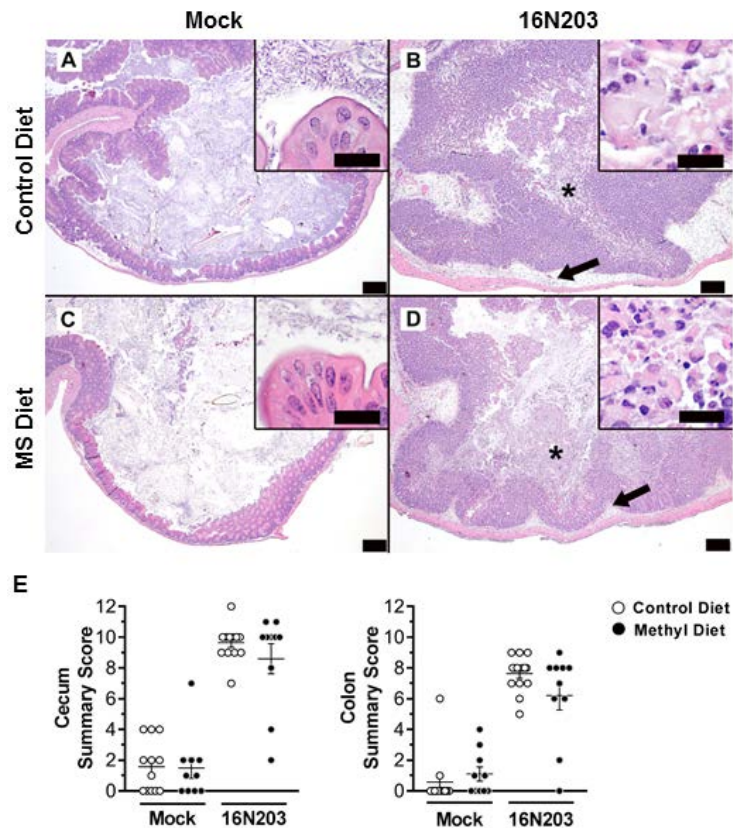 Mock 16N203
Control Diet
A
B
*
MS Diet
C
D
*
E
Cecum
Summary Score
12
10
8
6
4
2
0
Mock 16N203
Colon
Summary Score
12
10
8
6
4
2
0
Mock 16N203
Control Diet
Methyl Diet